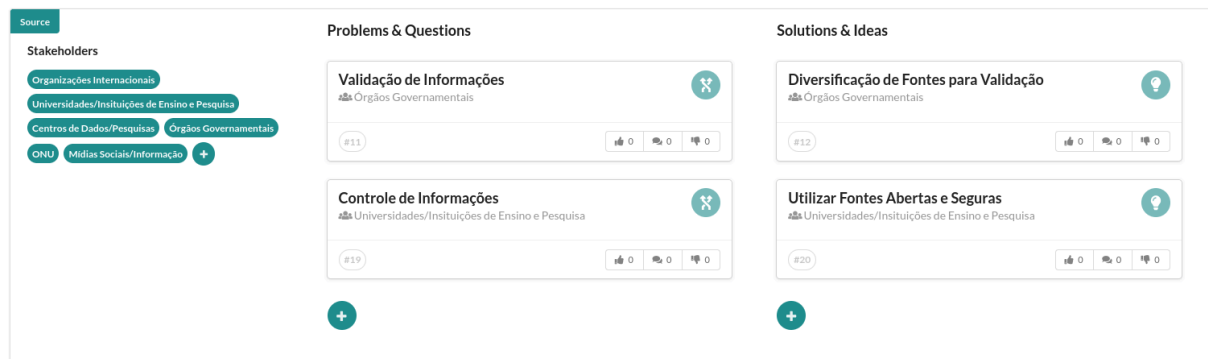 Source
Stakeholders
Organizações Internacionais
Universidades/Insituições de Ensino e Pesquisa
Centros de Dados/Pesquisas Órgãos Governamentais
ONU Mídias Sociais/Informação +
Problems & Questions
Validação de Informações
Órgãos Governamentais
#11 0 0 0
Controle de Informações
Universidades/Insituições de Ensino e Pesquisa
#19 0 0 0
+
Solutions & Ideas
Diversificação de Fontes para Validação
Órgãos Governamentais
#12 0 0 0
Utilizar Fontes Abertas e Seguras
Universidades/Insituições de Ensino e Pesquisa
#20 0 0 0
+